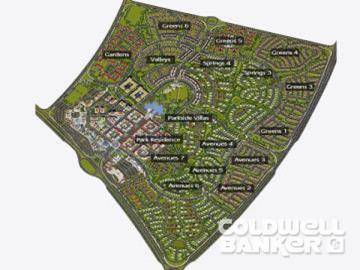 Greens 6
Greens 5
Greens 4
Gardens
Valleys
Springs 4
Springs 3
Greens 3
Parkside Villas
Greens 1
Park Residence
Avenues 4
Avenues 7
Avenues 3
Avenues 5
Avenues 6
Avenues 2
COLDWELL
BANKER